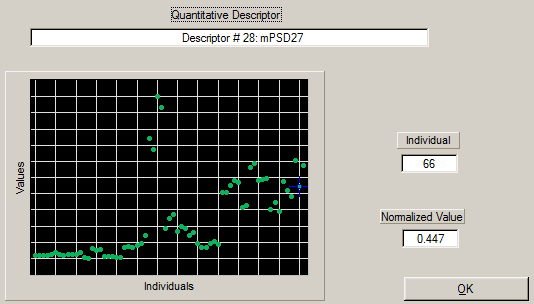 Quantitative Descriptor
Descriptor # 28: mPSD27
Values
Individuals
Individual
66
Normalized Value
0.447
OK